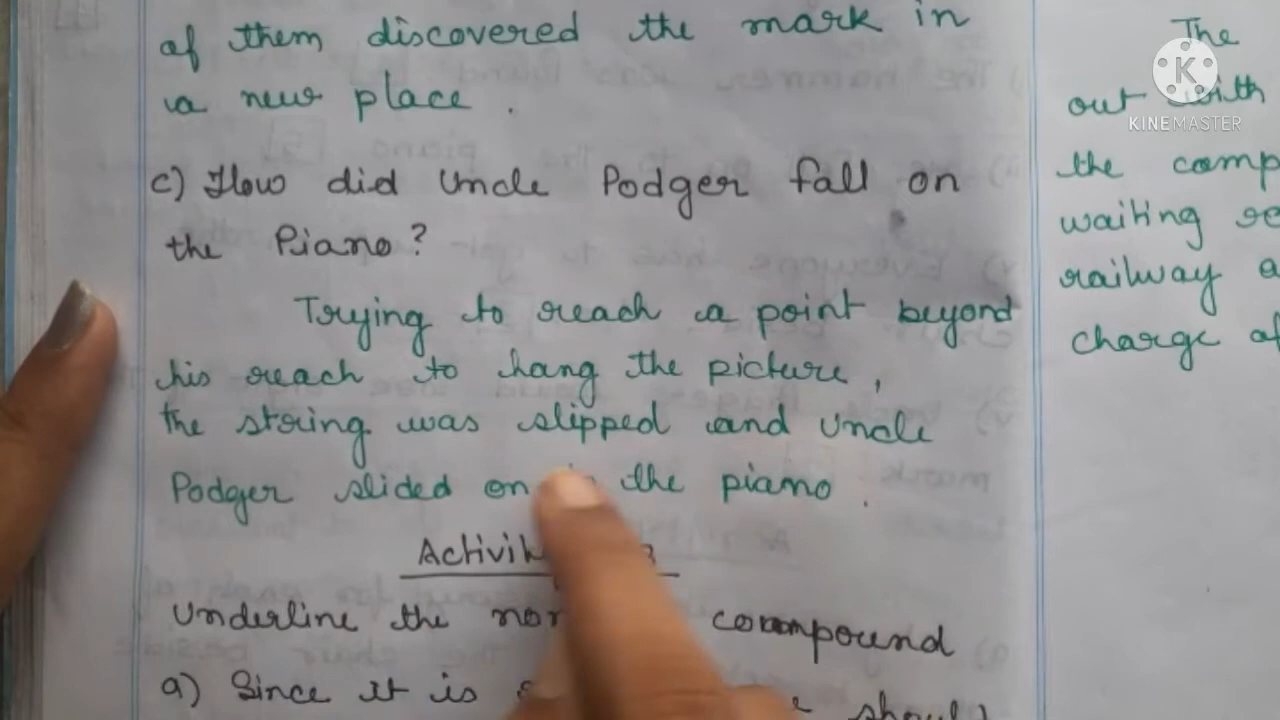 of them discovered the mark in
a new place .
c) How did Uncle Podger fall on
the Piano?
Trying to reach a point beyond
his reach to hang the picture,
the string was slipped and Uncle
Podger slided on the piano .
Underline the compound
a) Since it is
The
out with
the comp
waiting
railway a
charge of
KINEMASTER